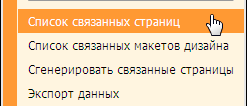 Список связанных страниц
Список связанных макетов дизайна
Сгенерировать связанные страницы
Экспорт данных